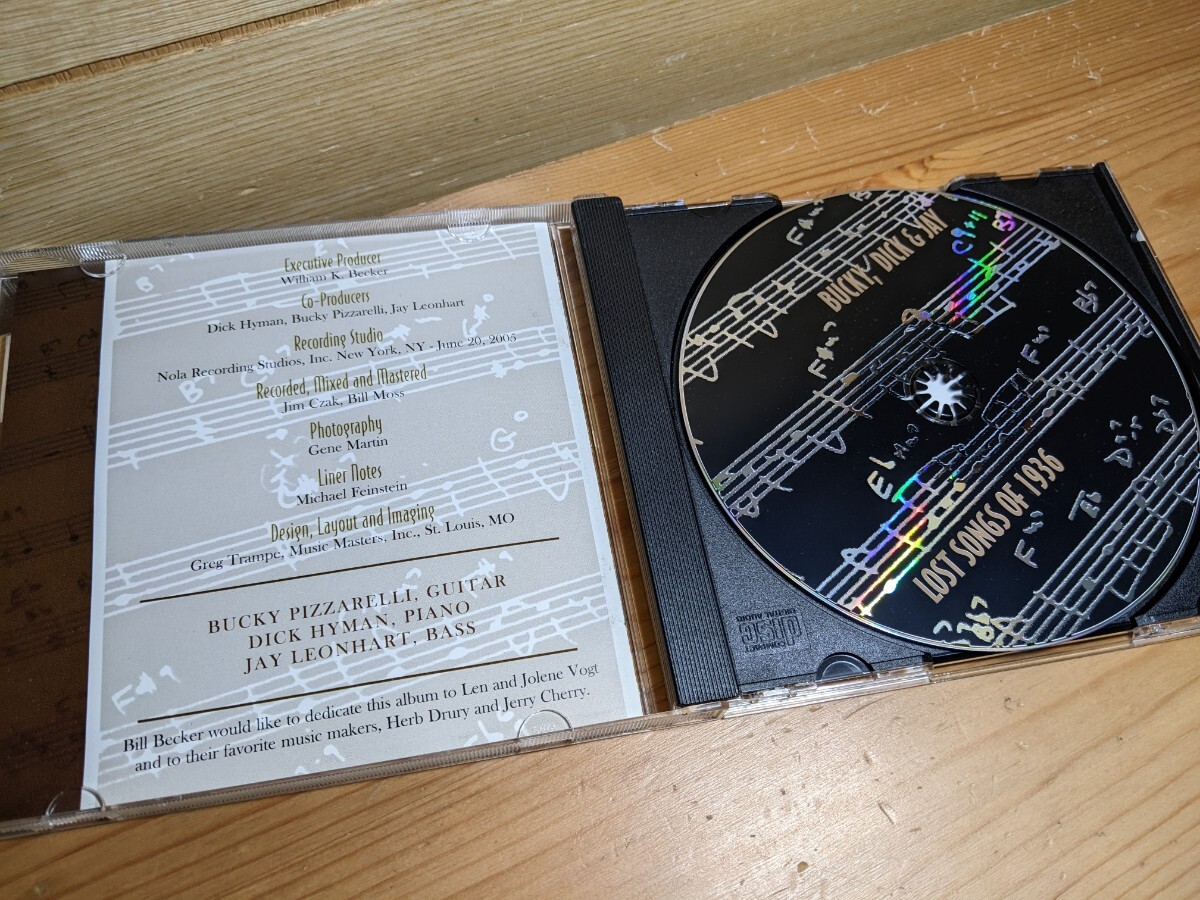 Executive Producer
William K. Becker
Co-Producers
Dick Hyman, Bucky Pizzarelli, Jay Leonhart
Recording Studio
Nola Recording Studios, Inc. New York, NY - June 20, 2005
Recorded, Mixed and Mastered
Jim Czak, Bill Moss
Photography
Gene Martin
Liner Notes
Michael Feinstein
Design, Layout and Imaging
Greg Trampe, Music Masters, Inc., St. Louis, MO
BUCKY PIZZARELLI, GUITAR
DICK HYMAN, PIANO
JAY LEONHART, BASS
Bill Becker would like to dedicate this album to Len and Jolene Vogt
and to their favorite music makers, Herb Drury and Jerry Cherry.
BUCKY, DICK & JAY
LOST SONGS OF 1936
COMPACT
disc
DIGITAL AUDIO